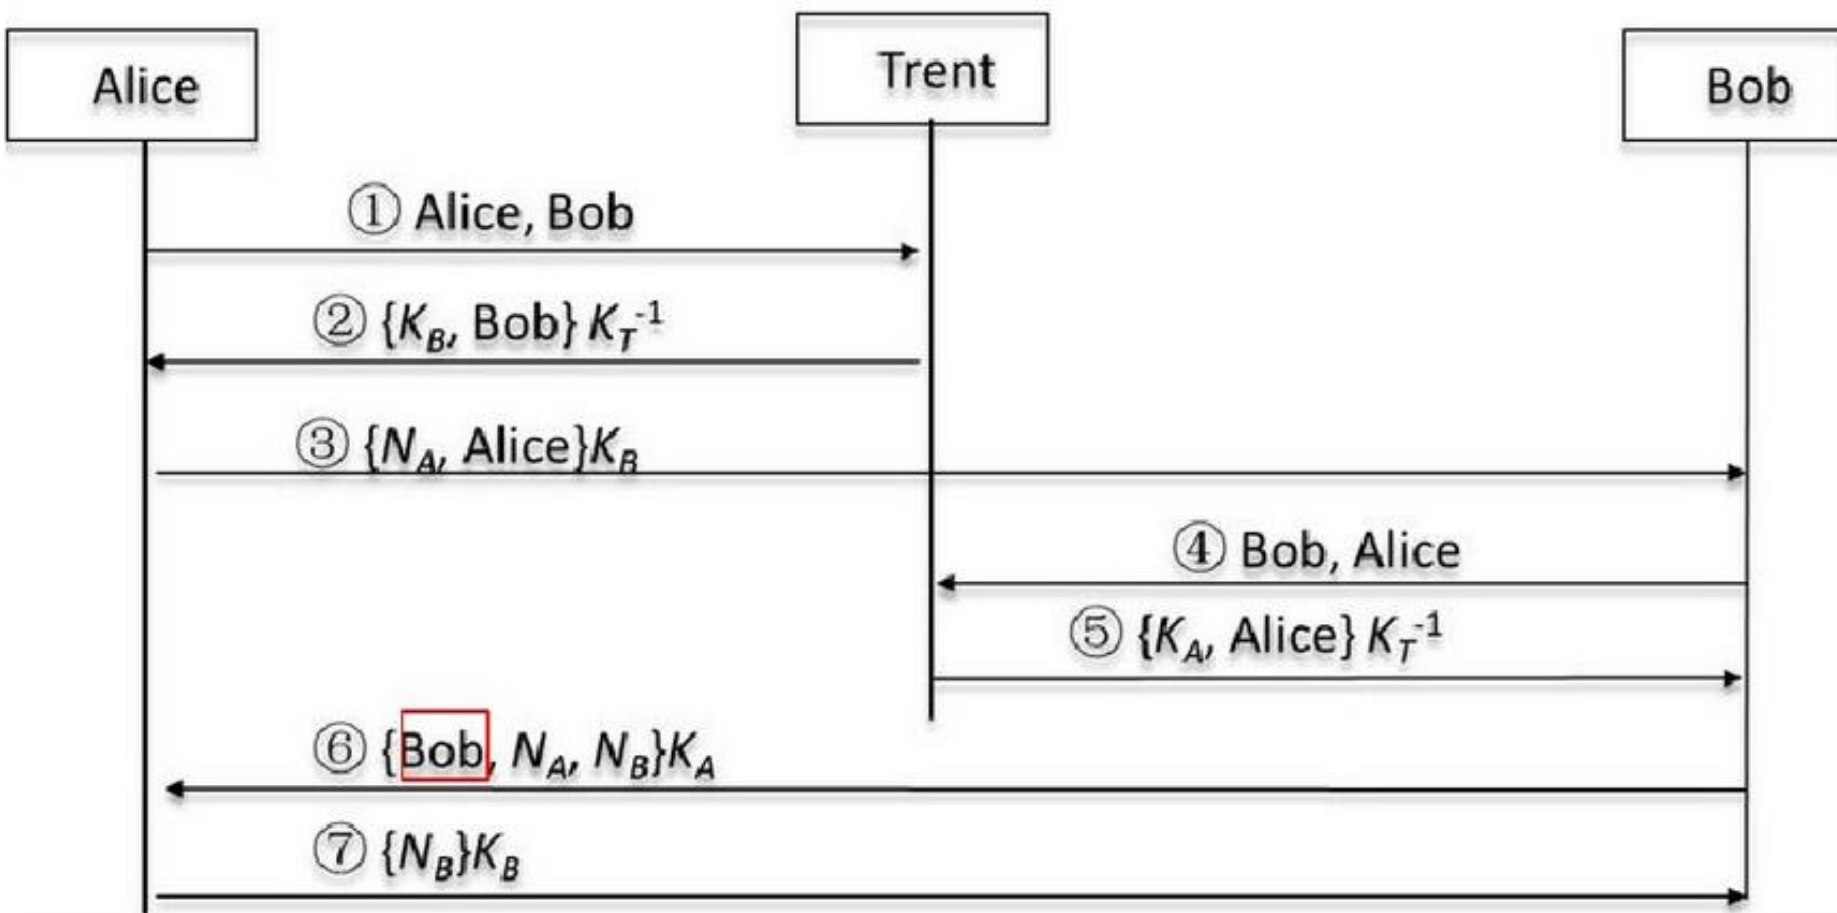 Alice
Trent
Bob
① Alice, Bob
② {K_B, Bob} K_T^-1
③ {N_A, Alice}K_B
④ Bob, Alice
⑤ {K_A, Alice} K_T^-1
⑥ {Bob, N_A, N_B}K_A
⑦ {N_B}K_B